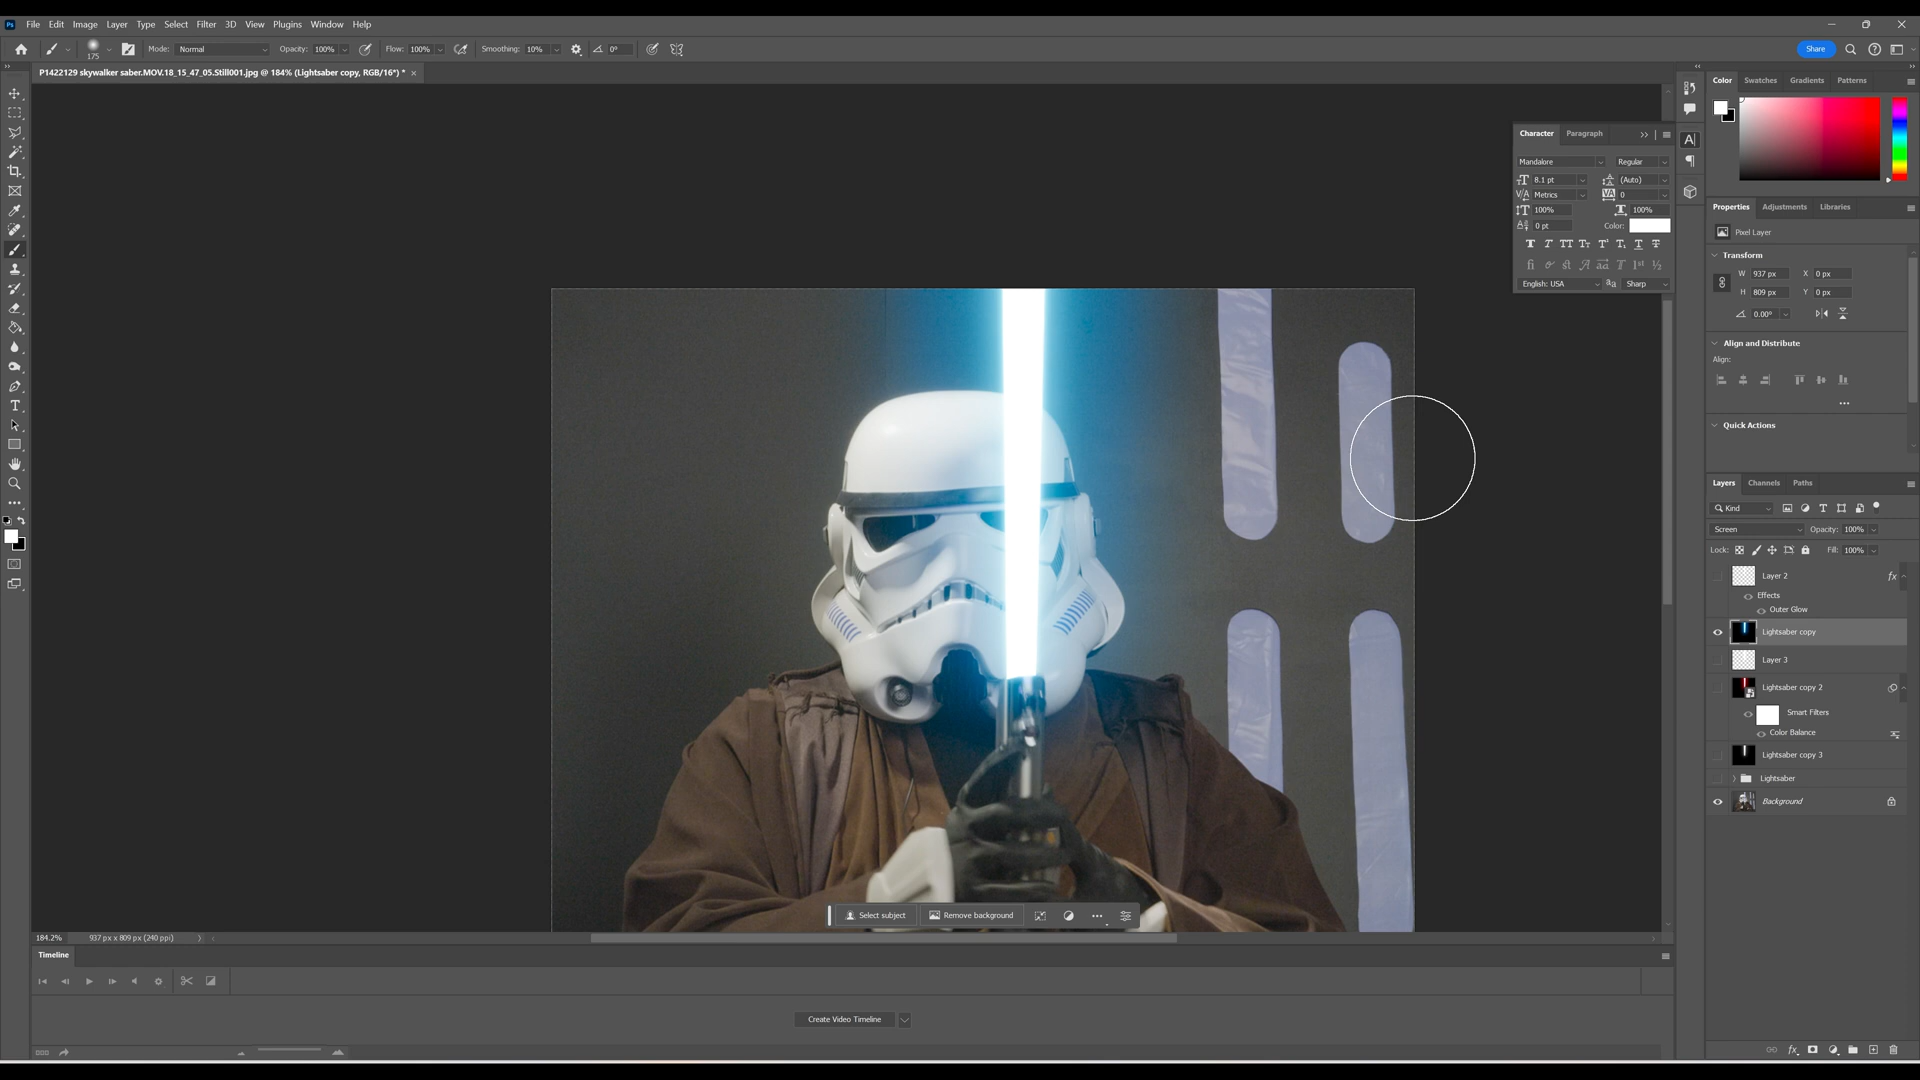 Ps File Edit Image Layer Type Select Filter 3D View Plugins Window Help
175 Mode: Normal Opacity: 100% Flow: 100% Smoothing: 10% 0° Share
P1422129 skywalker saber.MOV.18_15_47_05.Still001.jpg @ 184% (Lightsaber copy, RGB/16*) * ×
Color Swatches Gradients Patterns
Character Paragraph
Mandalore Regular
8.1 pt (Auto)
Metrics 0
100% 100%
0 pt Color:
English: USA Sharp
Properties Adjustments Libraries
Pixel Layer
Transform
W 937 px X 0 px
H 809 px Y 0 px
0.00°
Align and Distribute
Align:
Quick Actions
Layers Channels Paths
Kind
Screen Opacity: 100%
Lock: Fill: 100%
Layer 2 fx
Effects
Outer Glow
Lightsaber copy
Layer 3
Lightsaber copy 2
Smart Filters
Color Balance
Lightsaber copy 3
Lightsaber
Background
Select subject Remove background
184.2% 937 px x 809 px (240 ppi)
Timeline
Create Video Timeline
fx